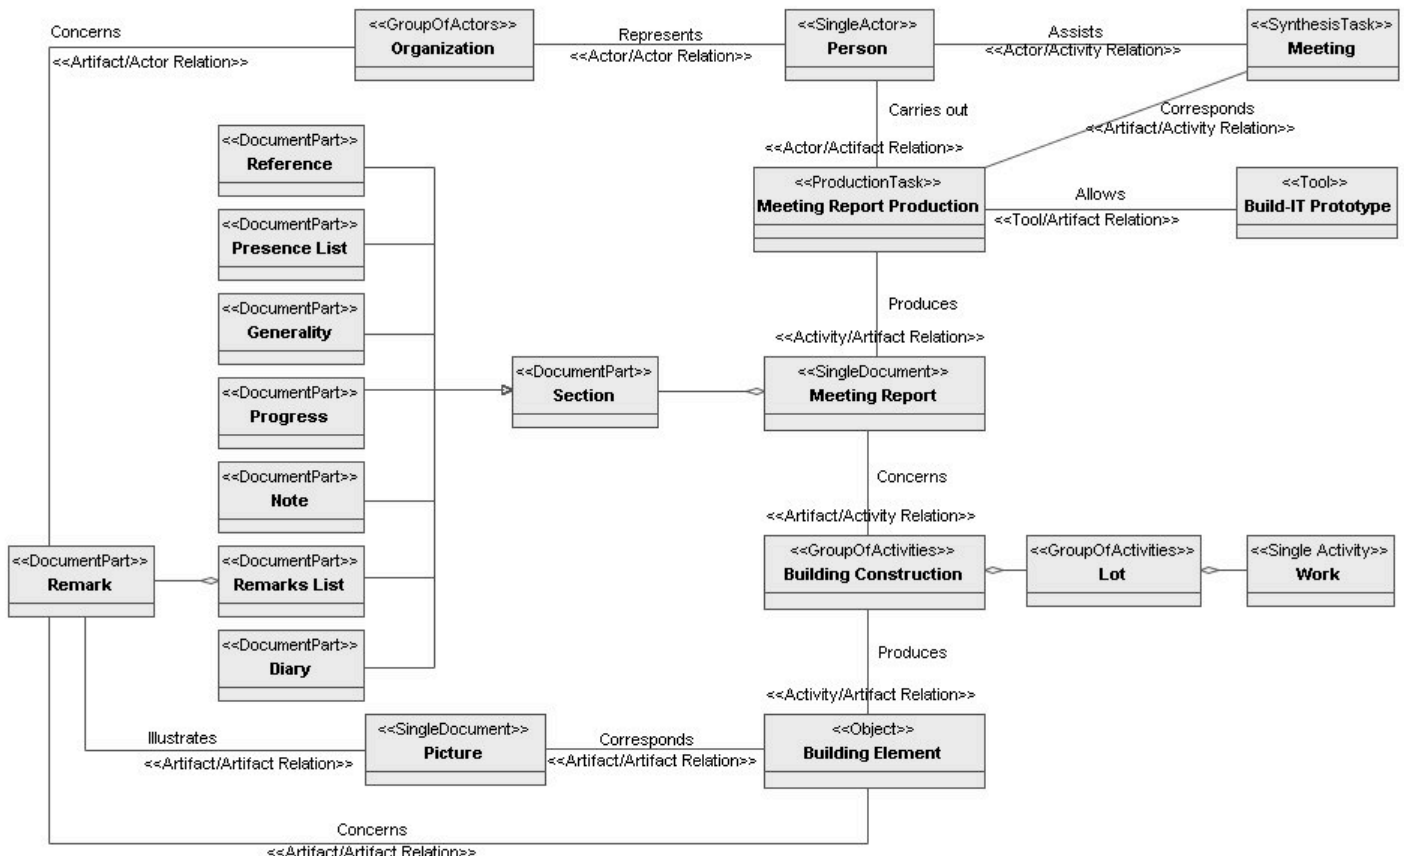 <<GroupOfActors>>
Organization
<<SingleActor>>
Person
<<SynthesisTask>>
Meeting
Concerns
<<Artifact/Actor Relation>>
Represents
<<Actor/Actor Relation>>
Assists
<<Actor/Activity Relation>>
Carries out
<<Actor/Actifact Relation>>
Corresponds
<<Artifact/Activity Relation>>
<<DocumentPart>>
Reference
<<ProductionTask>>
Meeting Report Production
Allows
<<Tool/Artifact Relation>>
<<Tool>>
Build-IT Prototype
<<DocumentPart>>
Presence List
<<DocumentPart>>
Generality
Produces
<<Activity/Artifact Relation>>
<<DocumentPart>>
Progress
<<DocumentPart>>
Section
<<SingleDocument>>
Meeting Report
<<DocumentPart>>
Note
Concerns
<<Artifact/Activity Relation>>
<<DocumentPart>>
Remark
<<DocumentPart>>
Remarks List
<<GroupOfActivities>>
Building Construction
<<GroupOfActivities>>
Lot
<<Single Activity>>
Work
<<DocumentPart>>
Diary
Produces
<<Activity/Artifact Relation>>
Illustrates
<<Artifact/Artifact Relation>>
<<SingleDocument>>
Picture
Corresponds
<<Artifact/Artifact Relation>>
<<Object>>
Building Element
Concerns
<<Artifact/Artifact Relation>>